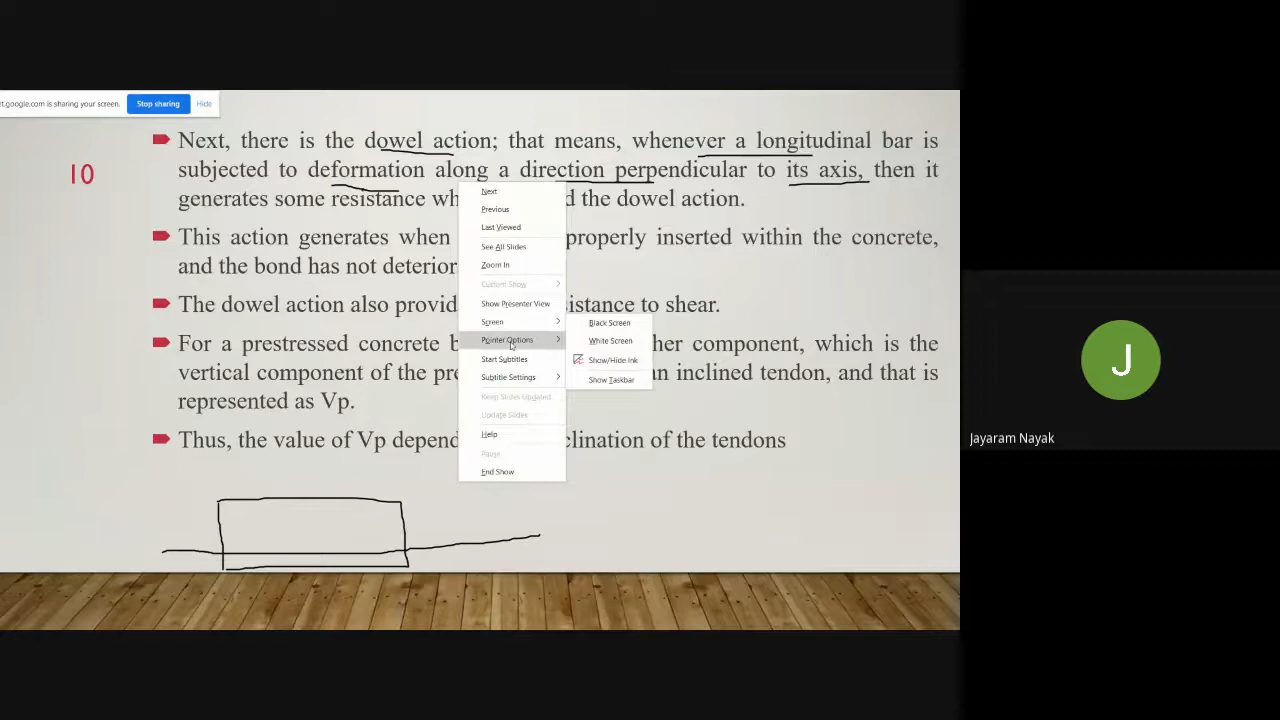 t.google.com is sharing your screen. Stop sharing Hide
10
Next, there is the dowel action; that means, whenever a longitudinal bar is
subjected to deformation along a direction perpendicular to its axis, then it
generates some resistance d the dowel action.
This action generates when properly inserted within the concrete,
and the bond has not deterior
The dowel action also provid sistance to shear.
For a prestressed concrete b her component, which is the
vertical component of the pre an inclined tendon, and that is
represented as Vp.
Thus, the value of Vp depend clination of the tendons
Next
Previous
Last Viewed
See All Slides
Zoom In
Custom Show
Show Presenter View
Screen
Pointer Options
Start Subtitles
Subtitle Settings
Keep Slides Updated
Update Slides
Help
Pause
End Show
Black Screen
White Screen
Show/Hide Ink
Show Taskbar
J
Jayaram Nayak